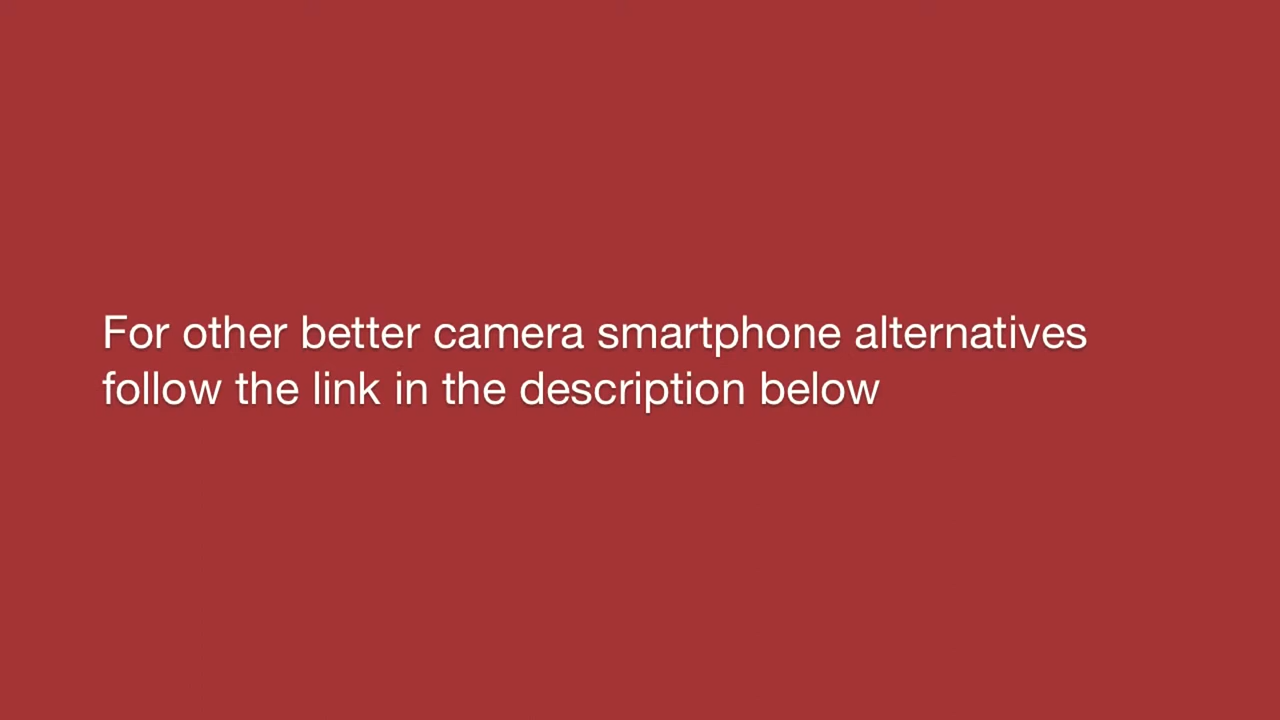 For other better camera smartphone alternatives
follow the link in the description below